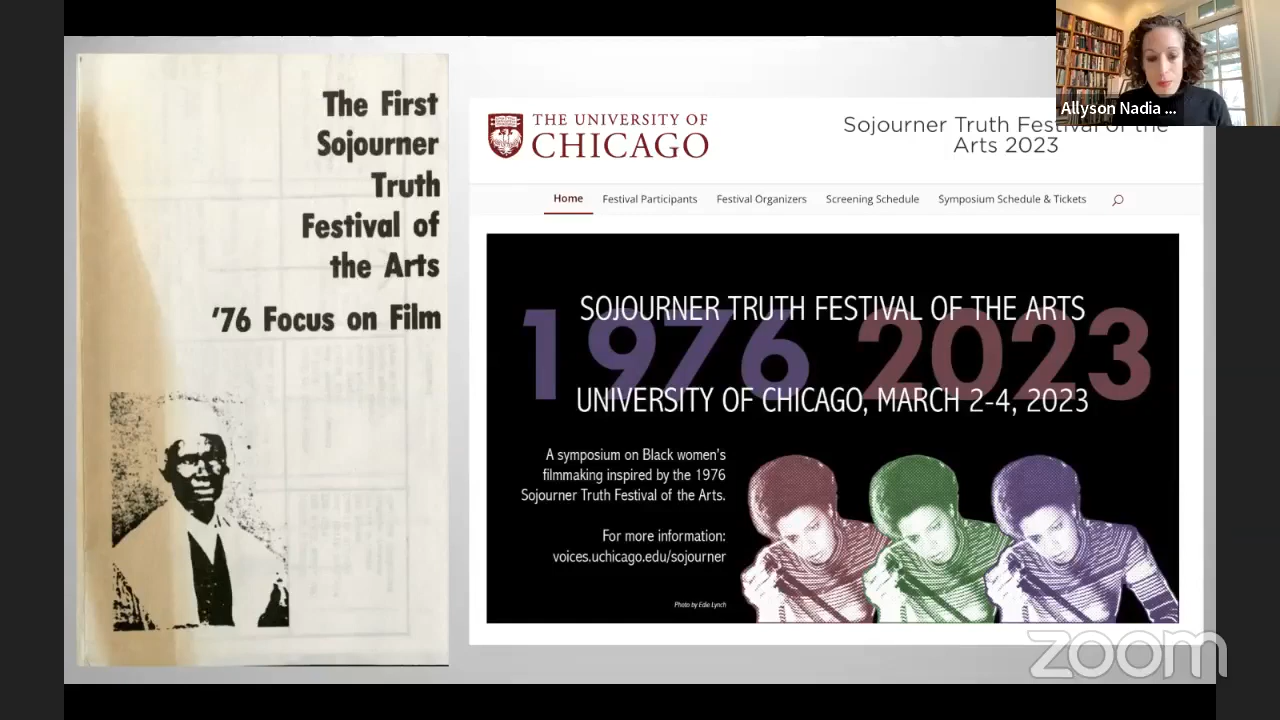 The First
Sojourner
Truth
Festival of
the Arts
'76 Focus on Film
THE UNIVERSITY OF
CHICAGO
Sojourner Truth Festival of the
Arts 2023
Home
Festival Participants
Festival Organizers
Screening Schedule
Symposium Schedule & Tickets
1976 2023
SOJOURNER TRUTH FESTIVAL OF THE ARTS
UNIVERSITY OF CHICAGO, MARCH 2-4, 2023
A symposium on Black women's
filmmaking inspired by the 1976
Sojourner Truth Festival of the Arts.
For more information:
voices.uchicago.edu/sojourner
Photo by Edie Lynch
Allyson Nadia ...
zoom